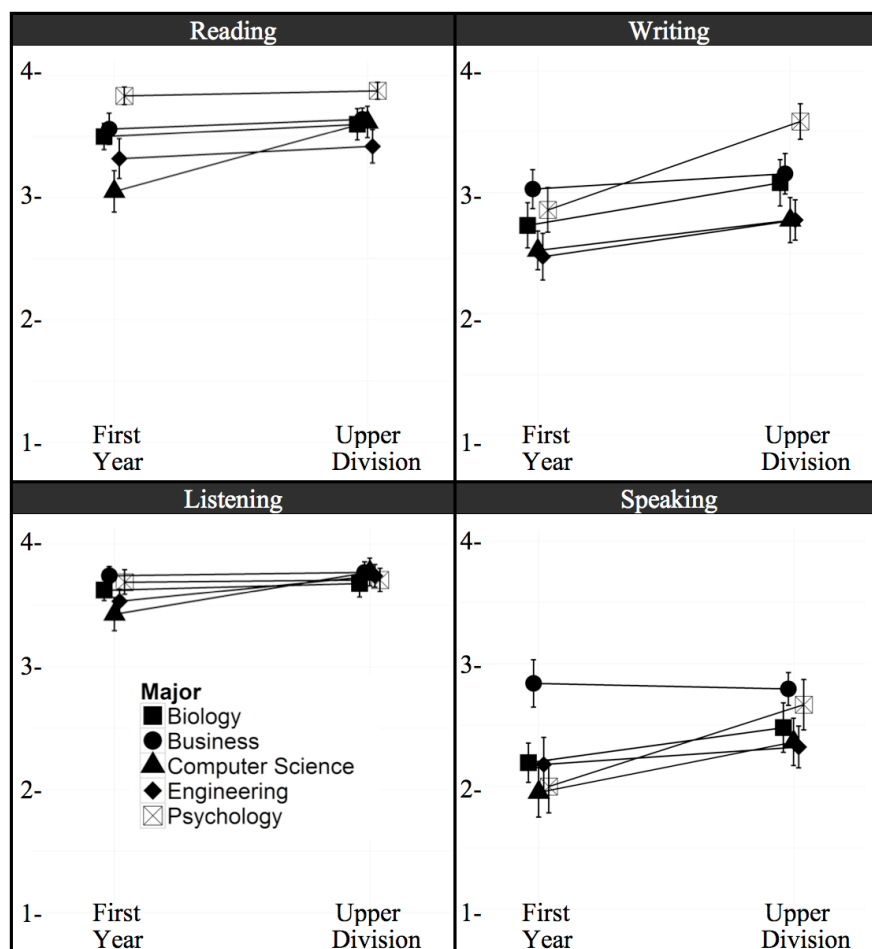 Reading
4-
3-
2-
1-
First
Year
Upper
Division
Writing
4-
3-
2-
1-
First
Year
Upper
Division
Listening
4-
3-
2-
1-
Major
Biology
Business
Computer Science
Engineering
Psychology
First
Year
Upper
Division
Speaking
4-
3-
2-
1-
First
Year
Upper
Division